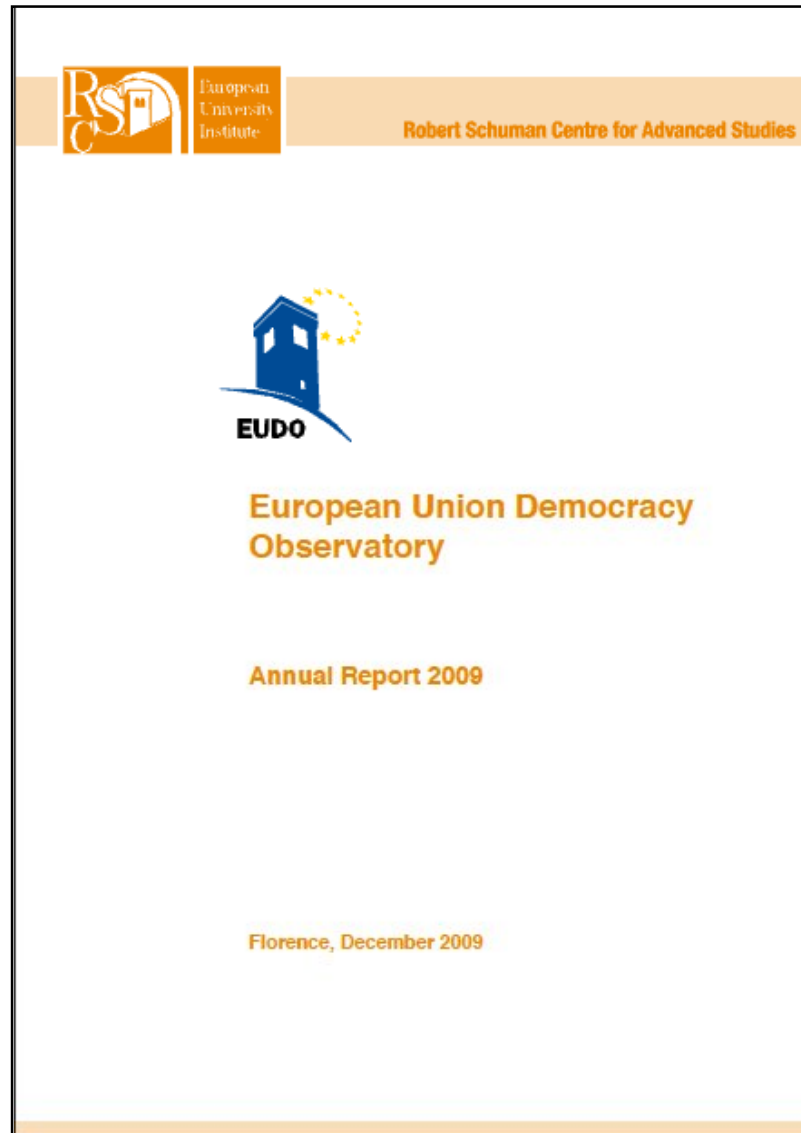 RSC
European
University
Institute
Robert Schuman Centre for Advanced Studies
EUDO
European Union Democracy
Observatory
Annual Report 2009
Florence, December 2009